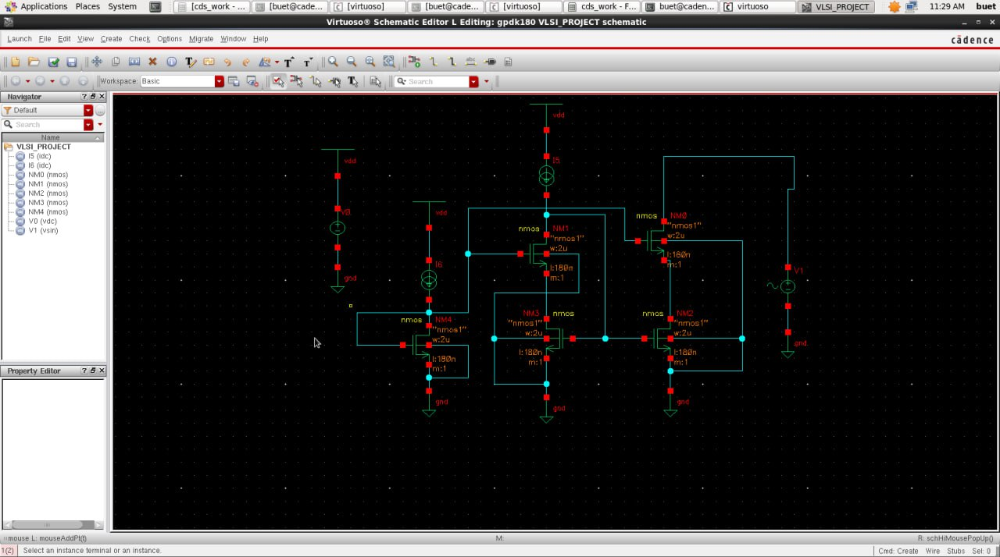 Applications Places System [cds_work - ... [buet@cade... [virtuoso] [buet@cade... [virtuoso] cds_work - F... buet@caden... virtuoso VLSI_PROJECT 11:29 AM buet
Virtuoso® Schematic Editor L Editing: gpdk180 VLSI_PROJECT schematic
Launch File Edit View Create Check Options Migrate Window Help
cādence
Workspace: Basic
Search
Navigator
Default
Search
Name
VLSI_PROJECT
I5 (idc)
I6 (idc)
NM0 (nmos)
NM1 (nmos)
NM2 (nmos)
NM3 (nmos)
NM4 (nmos)
V0 (vdc)
V1 (vsin)
Property Editor
vdd
V0
gnd
vdd
I6
nmos NM4
"nmos1"
w:2u
l:180n
m:1
gnd
vdd
I5
nmos NM1
"nmos1"
w:2u
l:180n
m:1
NM3 nmos
"nmos1"
w:2u
l:180n
m:1
gnd
nmos NM0
"nmos1"
w:2u
m:1
nmos NM2
"nmos1"
w:2u
l:180n
m:1
gnd
V1
gnd
mouse L: mouseAddPt(t) M: R: schHiMousePopUp()
1(2) Select an instance terminal or an instance. Cmd: Create Wire Stubs Sel: 0